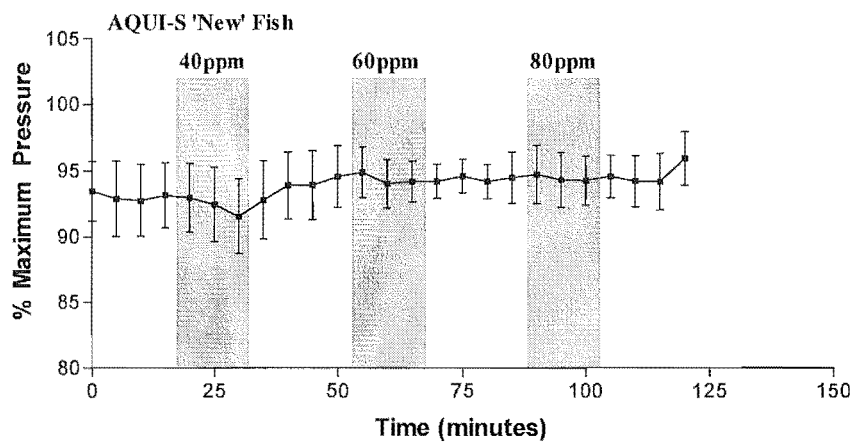 AQUI-S 'New' Fish
40ppm 60ppm 80ppm
105
100
95
90
85
80
% Maximum Pressure
0 25 50 75 100 125 150
Time (minutes)